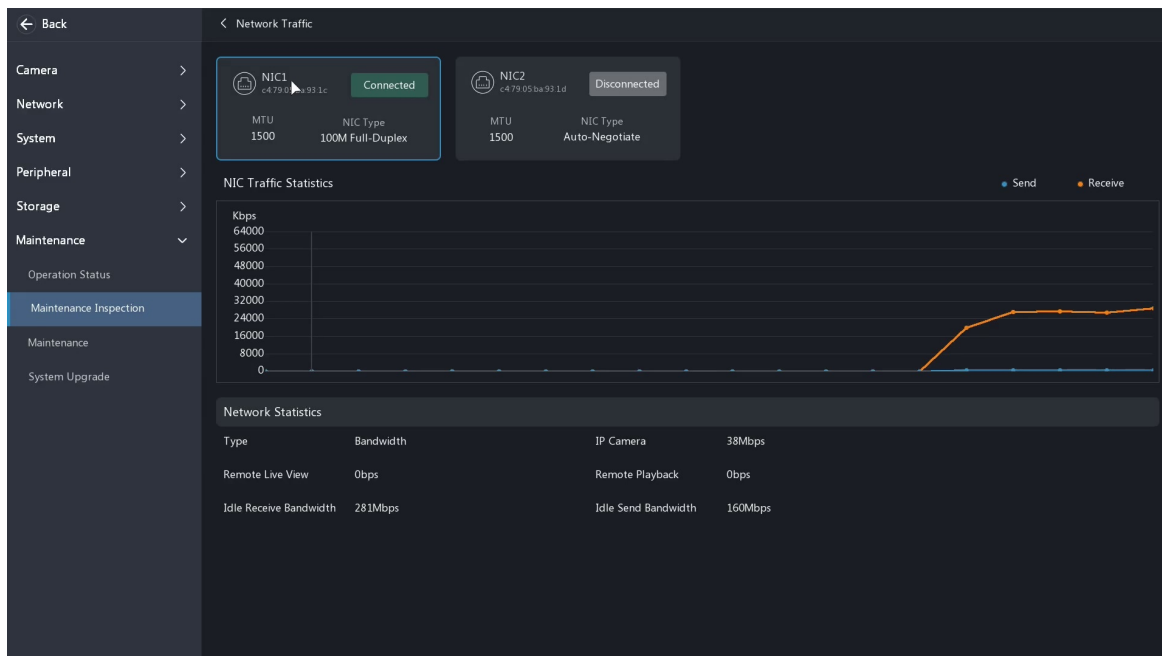 Back
Network Traffic
Camera
Network
System
Peripheral
Storage
Maintenance
Operation Status
Maintenance Inspection
Maintenance
System Upgrade
NIC1
Connected
MTU
NIC Type
1500
100M Full-Duplex
NIC2
c4:79:05:ba:93:1d
Disconnected
MTU
NIC Type
1500
Auto-Negotiate
NIC Traffic Statistics
Send
Receive
Kbps
64000
56000
48000
40000
32000
24000
16000
8000
0
Network Statistics
Type Bandwidth IP Camera 38Mbps
Remote Live View 0bps Remote Playback 0bps
Idle Receive Bandwidth 281Mbps Idle Send Bandwidth 160Mbps